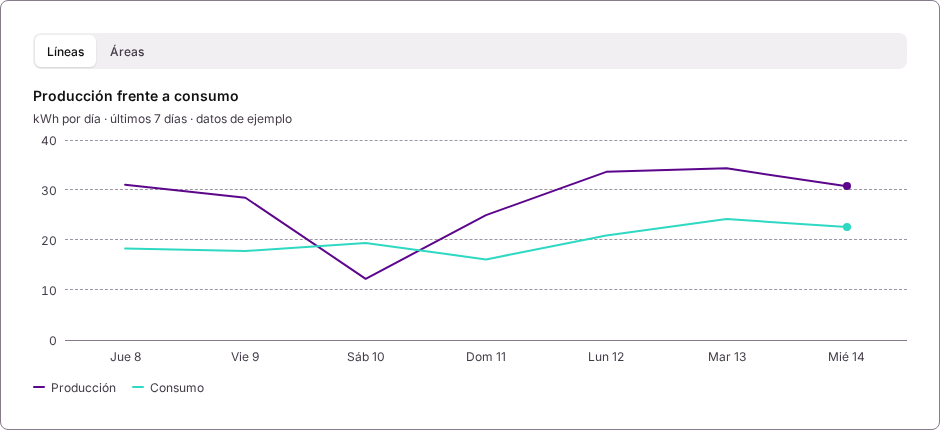 Líneas Áreas
Producción frente a consumo
kWh por día · últimos 7 días · datos de ejemplo
40
30
20
10
0
Jue 8 Vie 9 Sáb 10 Dom 11 Lun 12 Mar 13 Mié 14
Producción Consumo